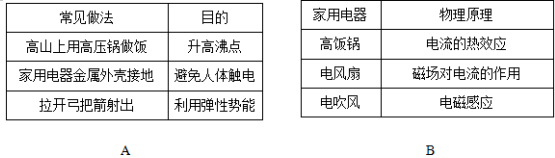 常见做法 目的
高山上用高压锅做饭 升高沸点
家用电器金属外壳接地 避免人体触电
拉开弓把箭射出 利用弹性势能
A
家用电器 物理原理
高饭锅 电流的热效应
电风扇 磁场对电流的作用
电吹风 电磁感应
B